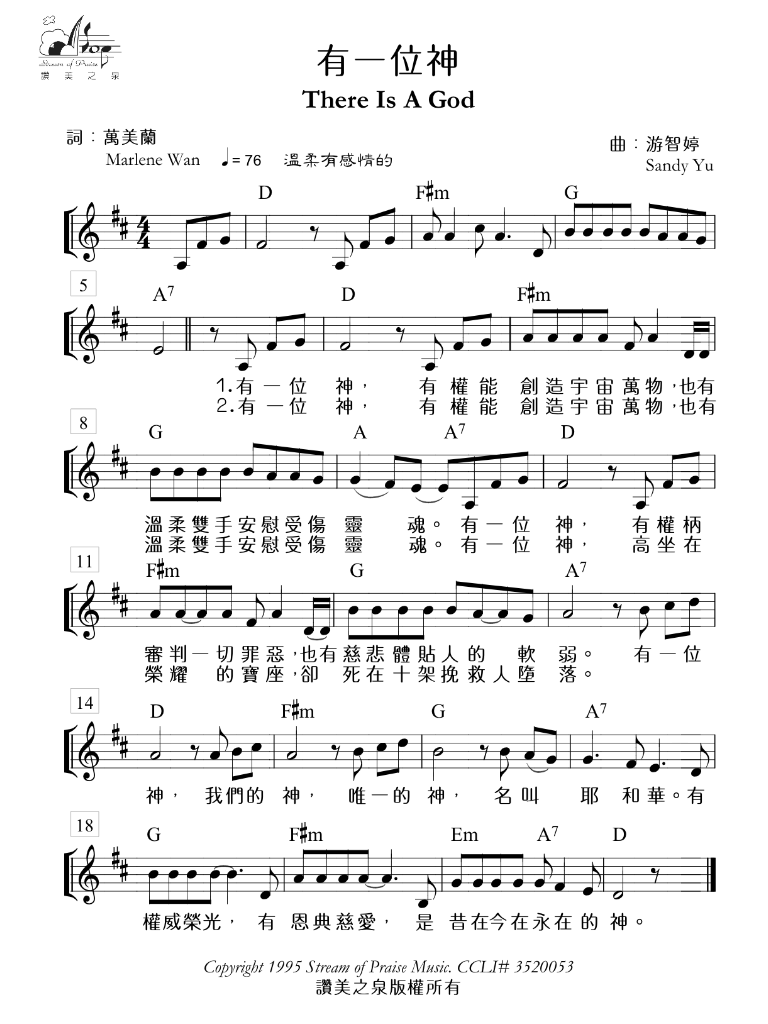 Stream of Praise
讚美之泉
有一位神
There Is A God
詞：萬美蘭
Marlene Wan ♩= 76 溫柔有感情的
曲：游智婷
Sandy Yu
D F#m G
5 A7 D F#m
1.有一位 神， 有權能 創造宇宙萬物，也有
2.有一位 神， 有權能 創造宇宙萬物，也有
8 G A A7 D
溫柔雙手安慰受傷 靈 魂。有一位 神， 有權柄
溫柔雙手安慰受傷 靈 魂。有一位 神， 高坐在
11 F#m G A7
審判一切罪惡，也有慈悲體貼人的 軟 弱。 有一位
榮耀 的寶座，卻 死在十架挽救人墮 落。
14 D F#m G A7
神， 我們的 神， 唯一的 神， 名叫 耶 和華。有
18 G F#m Em A7 D
權威榮光， 有 恩典慈愛， 是 昔在今在永在的 神。
Copyright 1995 Stream of Praise Music. CCLI# 3520053
讚美之泉版權所有